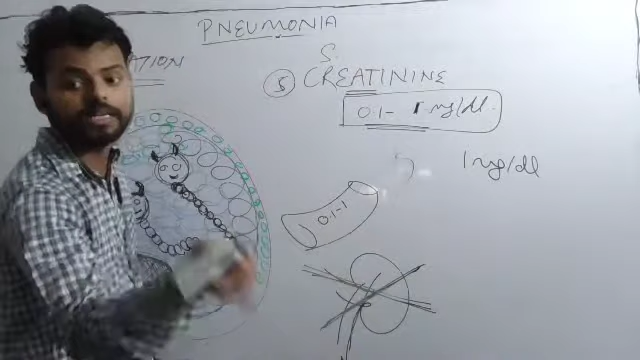 PNEUMONIA
ATION
S.
⑤ CREATININE
0.1 - 1 mg/dl.
1 mg/dl
0.1-1